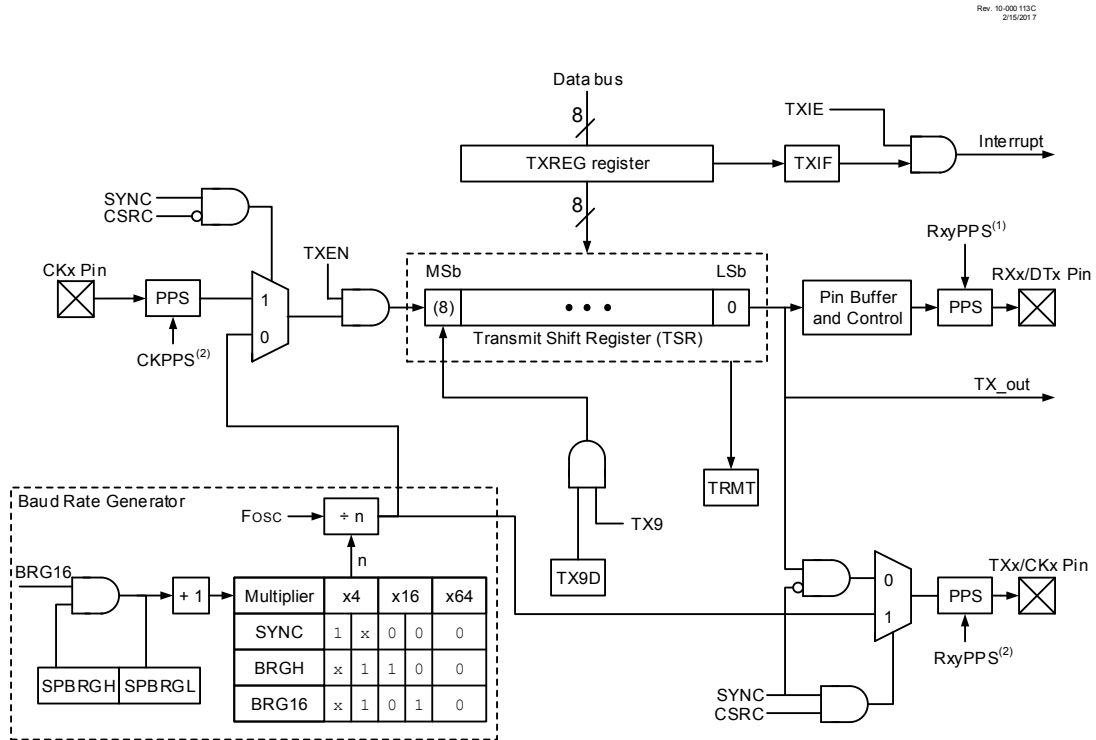 Rev. 10-000 113C
2/15/201 7
Data bus
8
TXIE
TXREG register
TXIF
Interrupt
8
SYNC
CSRC
RxyPPS(1)
CKx Pin
TXEN
MSb
LSb
RXx/DTx Pin
PPS
1
0
(8)
• • •
0
Pin Buffer
and Control
PPS
Transmit Shift Register (TSR)
CKPPS(2)
TX_out
TRMT
Baud Rate Generator
FOSC
÷ n
TX9
n
TX9D
BRG16
+ 1
Multiplier x4 x16 x64
SYNC 1 x 0 0 0
BRGH x 1 1 0 0
BRG16 x 1 0 1 0
SPBRGH SPBRGL
TXx/CKx Pin
0
1
PPS
RxyPPS(2)
SYNC
CSRC